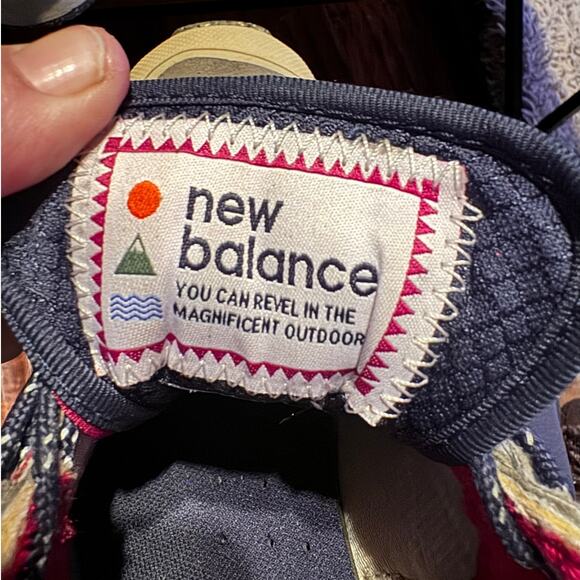 new
balance
YOU CAN REVEL IN THE
MAGNIFICENT OUTDOOR